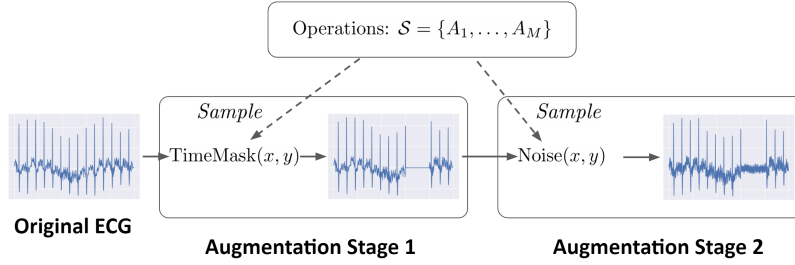 Operations: 𝒮 = {A₁, . . . , A_M}
Sample
Sample
TimeMask(x, y)
Noise(x, y)
Original ECG
Augmentation Stage 1
Augmentation Stage 2